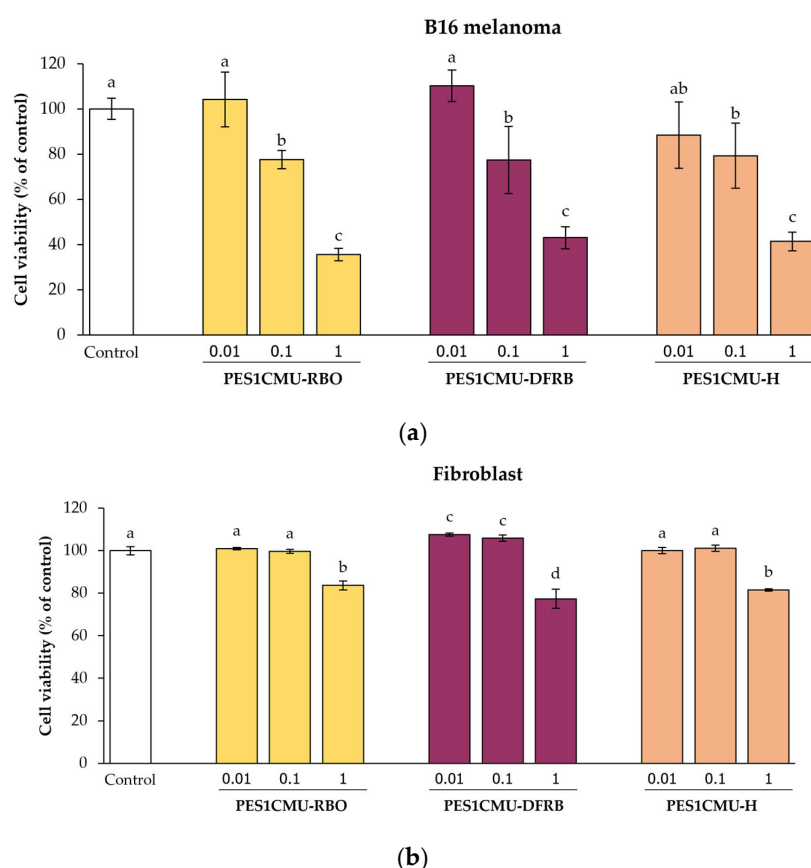 B16 melanoma
Cell viability (% of control)
120
100
80
60
40
20
0
a
a
b
c
a
b
c
ab
b
c
Control
0.01 0.1 1
0.01 0.1 1
0.01 0.1 1
PES1CMU-RBO
PES1CMU-DFRB
PES1CMU-H
(a)
Fibroblast
Cell viability (% of control)
120
100
80
60
40
20
0
a
a
a
b
c
c
d
a
a
b
Control
0.01 0.1 1
0.01 0.1 1
0.01 0.1 1
PES1CMU-RBO
PES1CMU-DFRB
PES1CMU-H
(b)